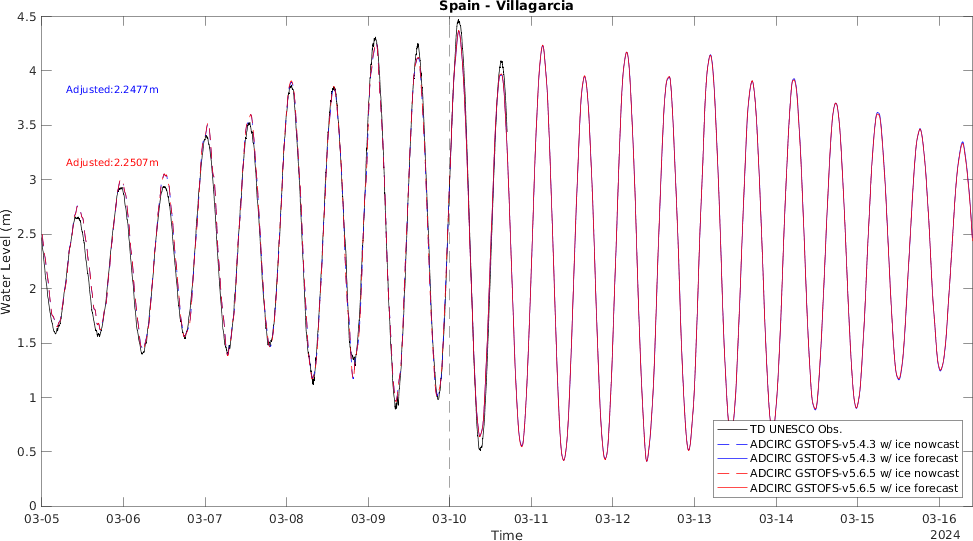 Spain - Villagarcia
4.5
4
3.5
3
2.5
2
1.5
1
0.5
0
Water Level (m)
Adjusted:2.2477m
Adjusted:2.2507m
TD UNESCO Obs.
ADCIRC GSTOFS-v5.4.3 w/ ice nowcast
ADCIRC GSTOFS-v5.4.3 w/ ice forecast
ADCIRC GSTOFS-v5.6.5 w/ ice nowcast
ADCIRC GSTOFS-v5.6.5 w/ ice forecast
03-05 03-06 03-07 03-08 03-09 03-10 03-11 03-12 03-13 03-14 03-15 03-16
Time
2024